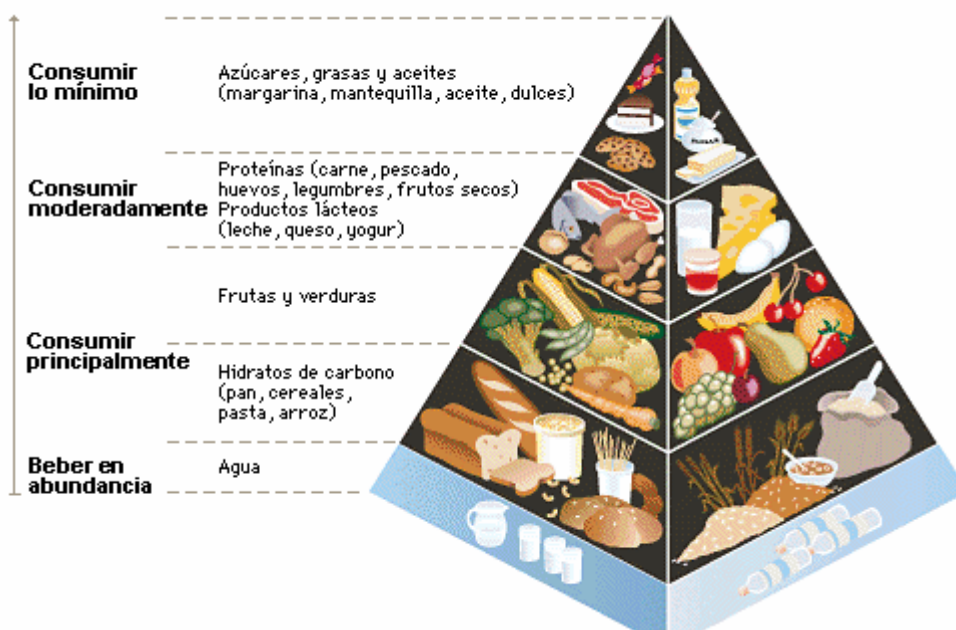 Consumir
lo mínimo
Azúcares, grasas y aceites
(margarina, mantequilla, aceite, dulces)
Consumir
moderadamente
Proteínas (carne, pescado,
huevos, legumbres, frutos secos)
Productos lácteos
(leche, queso, yogur)
Frutas y verduras
Consumir
principalmente
Hidratos de carbono
(pan, cereales,
pasta, arroz)
Beber en
abundancia
Agua